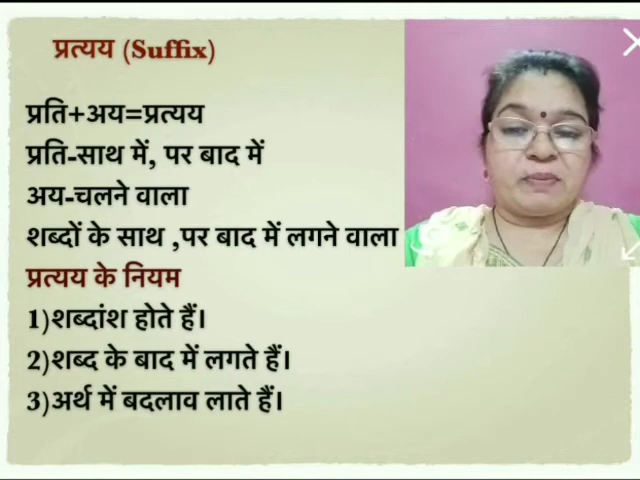 प्रत्यय (Suffix)
प्रति+अय=प्रत्यय
प्रति-साथ में, पर बाद में
अय-चलने वाला
शब्दों के साथ ,पर बाद में लगने वाला
प्रत्यय के नियम
1)शब्दांश होते हैं।
2)शब्द के बाद में लगते हैं।
3)अर्थ में बदलाव लाते हैं।